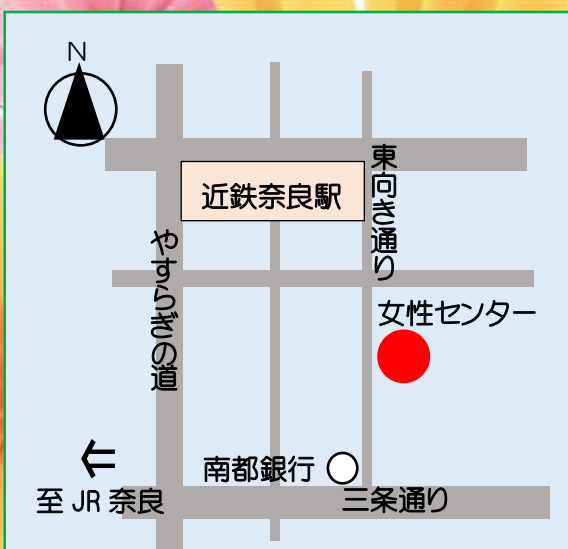 N
近鉄奈良駅
東向き通り
やすらぎの道
女性センター
南都銀行
至 JR 奈良
三条通り